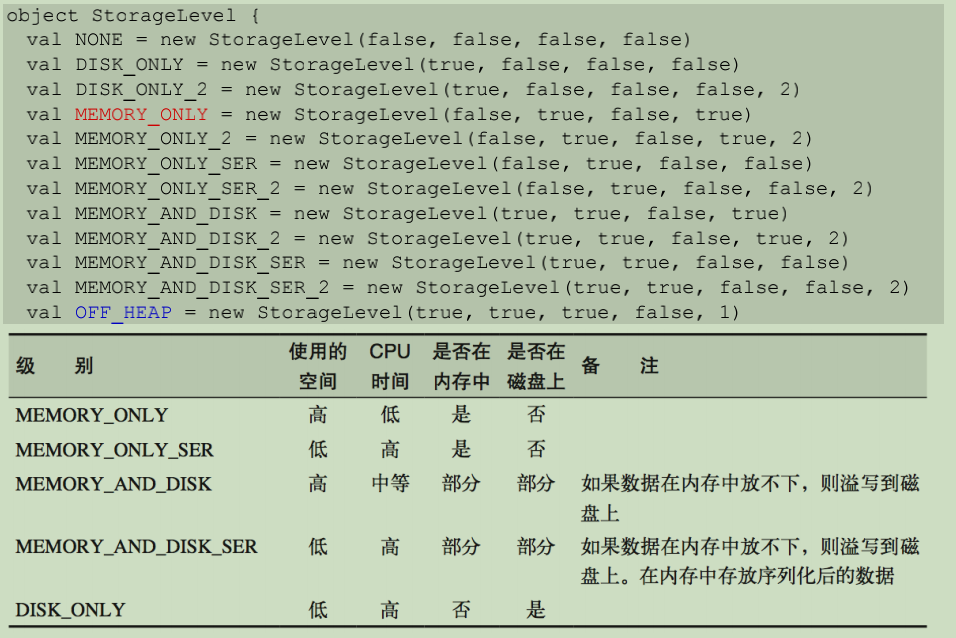 object StorageLevel {
val NONE = new StorageLevel(false, false, false, false)
val DISK_ONLY = new StorageLevel(true, false, false, false)
val DISK_ONLY_2 = new StorageLevel(true, false, false, false, 2)
val MEMORY_ONLY = new StorageLevel(false, true, false, true)
val MEMORY_ONLY_2 = new StorageLevel(false, true, false, true, 2)
val MEMORY_ONLY_SER = new StorageLevel(false, true, false, false)
val MEMORY_ONLY_SER_2 = new StorageLevel(false, true, false, false, 2)
val MEMORY_AND_DISK = new StorageLevel(true, true, false, true)
val MEMORY_AND_DISK_2 = new StorageLevel(true, true, false, true, 2)
val MEMORY_AND_DISK_SER = new StorageLevel(true, true, false, false)
val MEMORY_AND_DISK_SER_2 = new StorageLevel(true, true, false, false, 2)
val OFF_HEAP = new StorageLevel(true, true, true, false, 1)
级 别 使用的空间 CPU时间 是否在内存中 是否在磁盘上 备 注
MEMORY_ONLY 高 低 是 否
MEMORY_ONLY_SER 低 高 是 否
MEMORY_AND_DISK 高 中等 部分 部分 如果数据在内存中放不下，则溢写到磁
盘上
MEMORY_AND_DISK_SER 低 高 部分 部分 如果数据在内存中放不下，则溢写到磁
盘上。在内存中存放序列化后的数据
DISK_ONLY 低 高 否 是